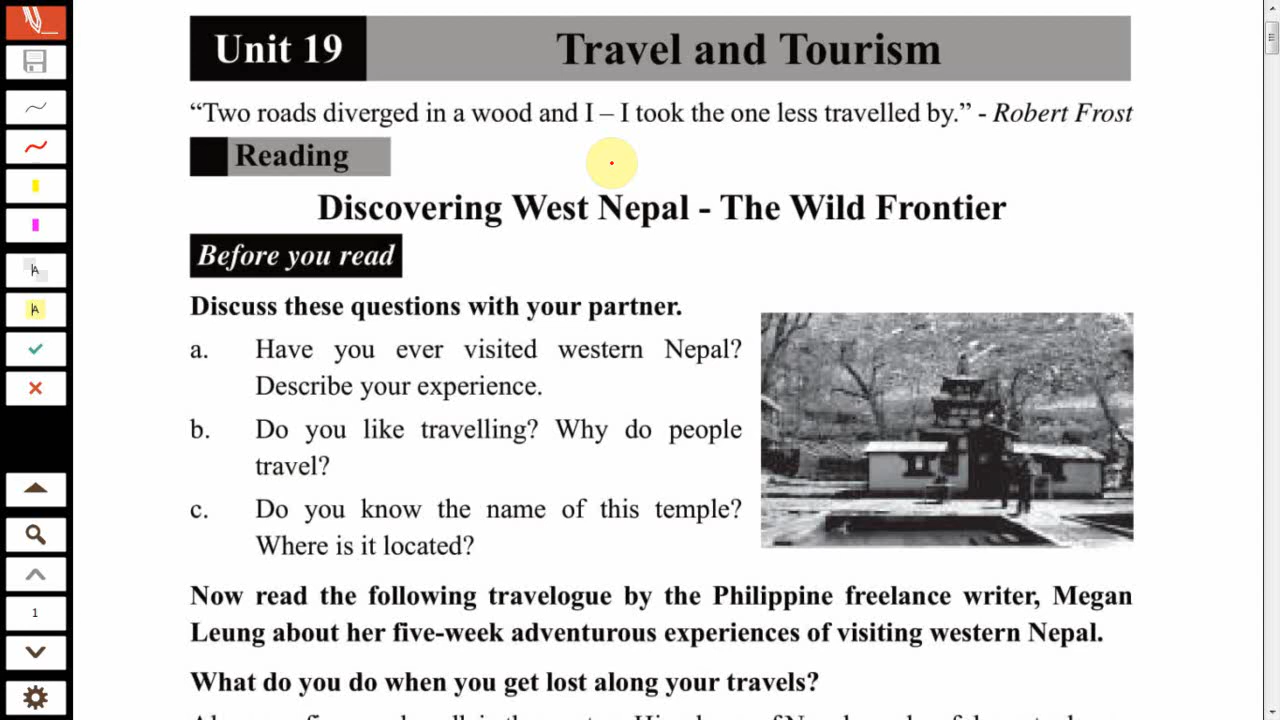 Unit 19 Travel and Tourism
“Two roads diverged in a wood and I – I took the one less travelled by.” - Robert Frost
Reading
Discovering West Nepal - The Wild Frontier
Before you read
Discuss these questions with your partner.
a. Have you ever visited western Nepal?
Describe your experience.
b. Do you like travelling? Why do people
travel?
c. Do you know the name of this temple?
Where is it located?
Now read the following travelogue by the Philippine freelance writer, Megan
Leung about her five-week adventurous experiences of visiting western Nepal.
What do you do when you get lost along your travels?
1